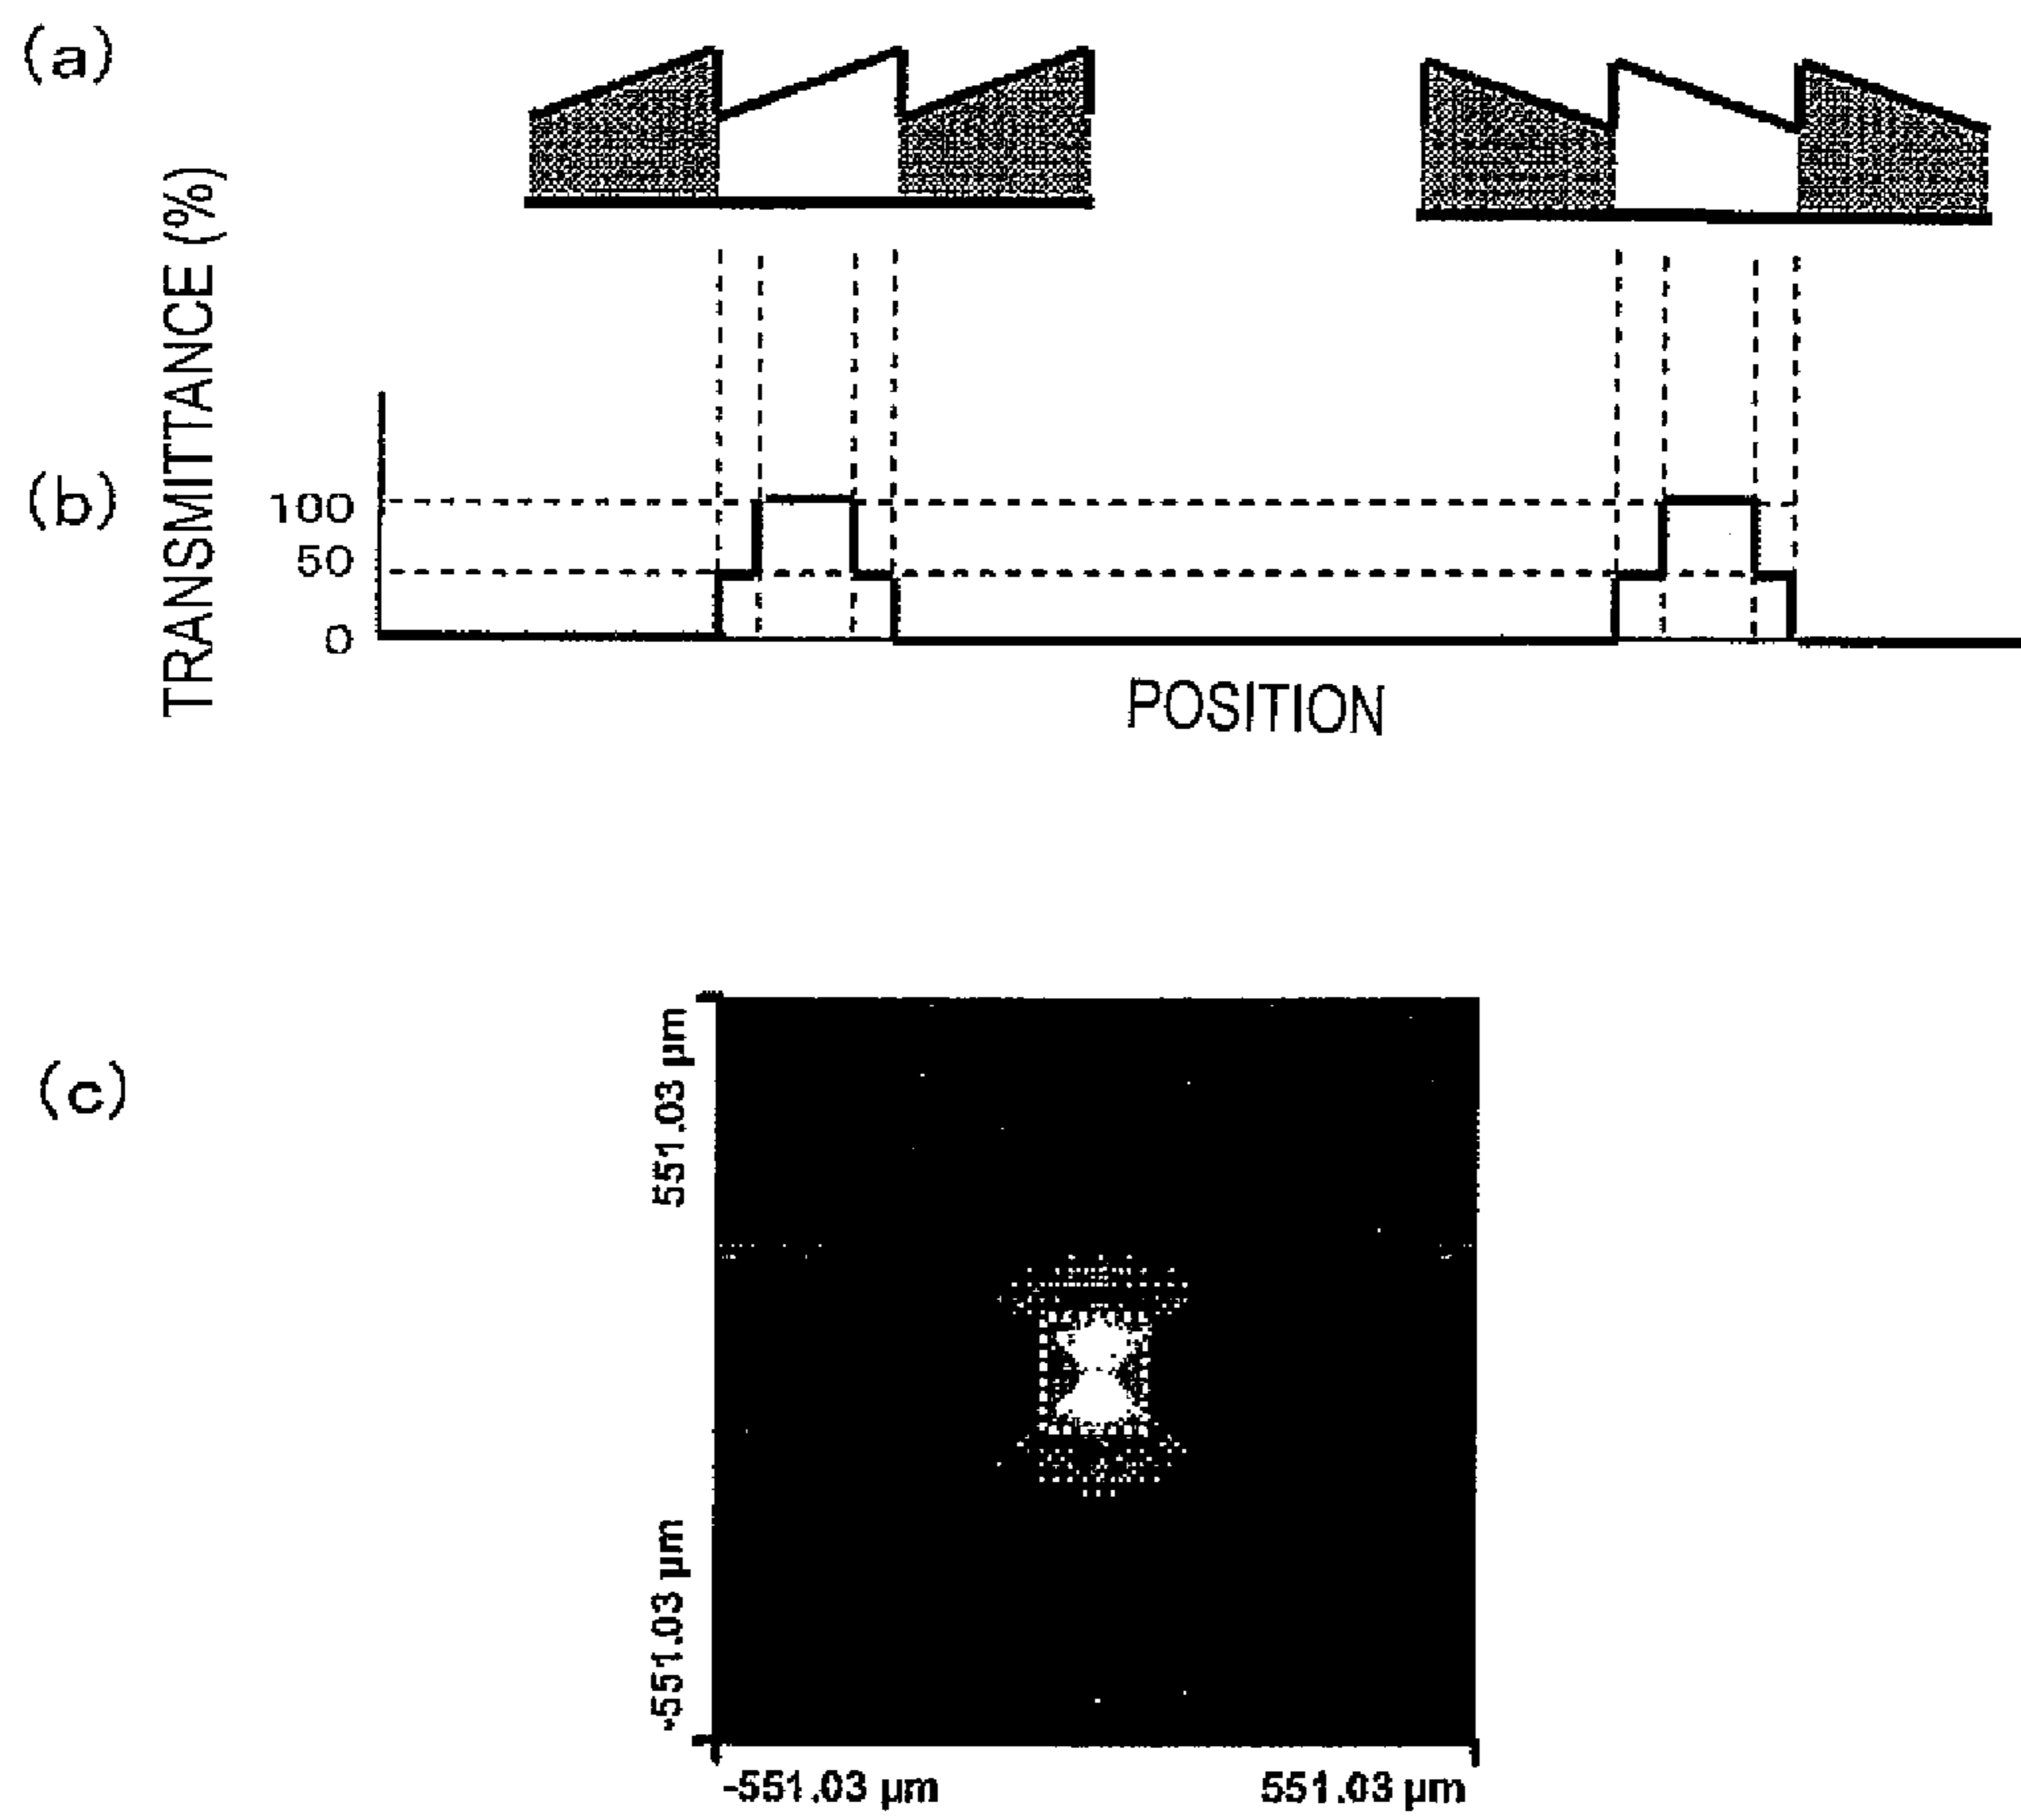 (a)
TRANSMITTANCE (%)
(b)
100
50
0
POSITION
(c)
551.03 µm
-551.03 µm
-551.03 µm
551.03 µm